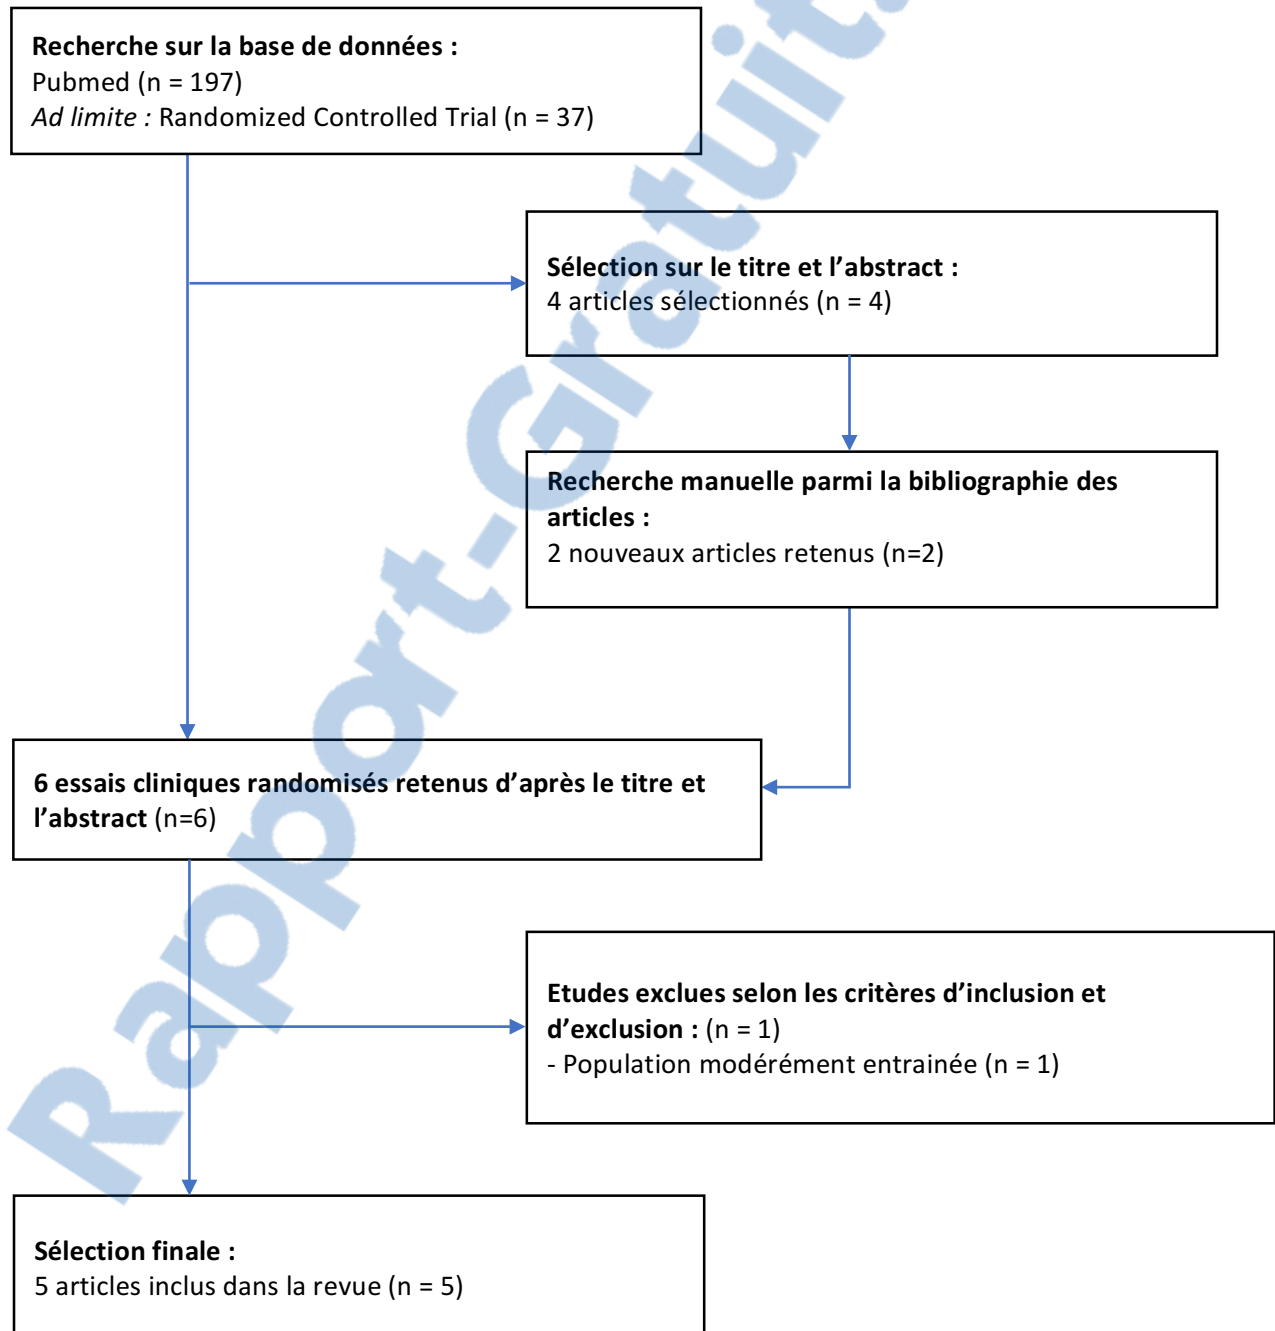 Recherche sur la base de données :
Pubmed (n = 197)
Ad limite : Randomized Controlled Trial (n = 37)
Sélection sur le titre et l’abstract :
4 articles sélectionnés (n = 4)
Recherche manuelle parmi la bibliographie des
articles :
2 nouveaux articles retenus (n=2)
6 essais cliniques randomisés retenus d’après le titre et
l’abstract (n=6)
Etudes exclues selon les critères d’inclusion et
d’exclusion : (n = 1)
- Population modérément entrainée (n = 1)
Sélection finale :
5 articles inclus dans la revue (n = 5)
Rapport-Gratuit.